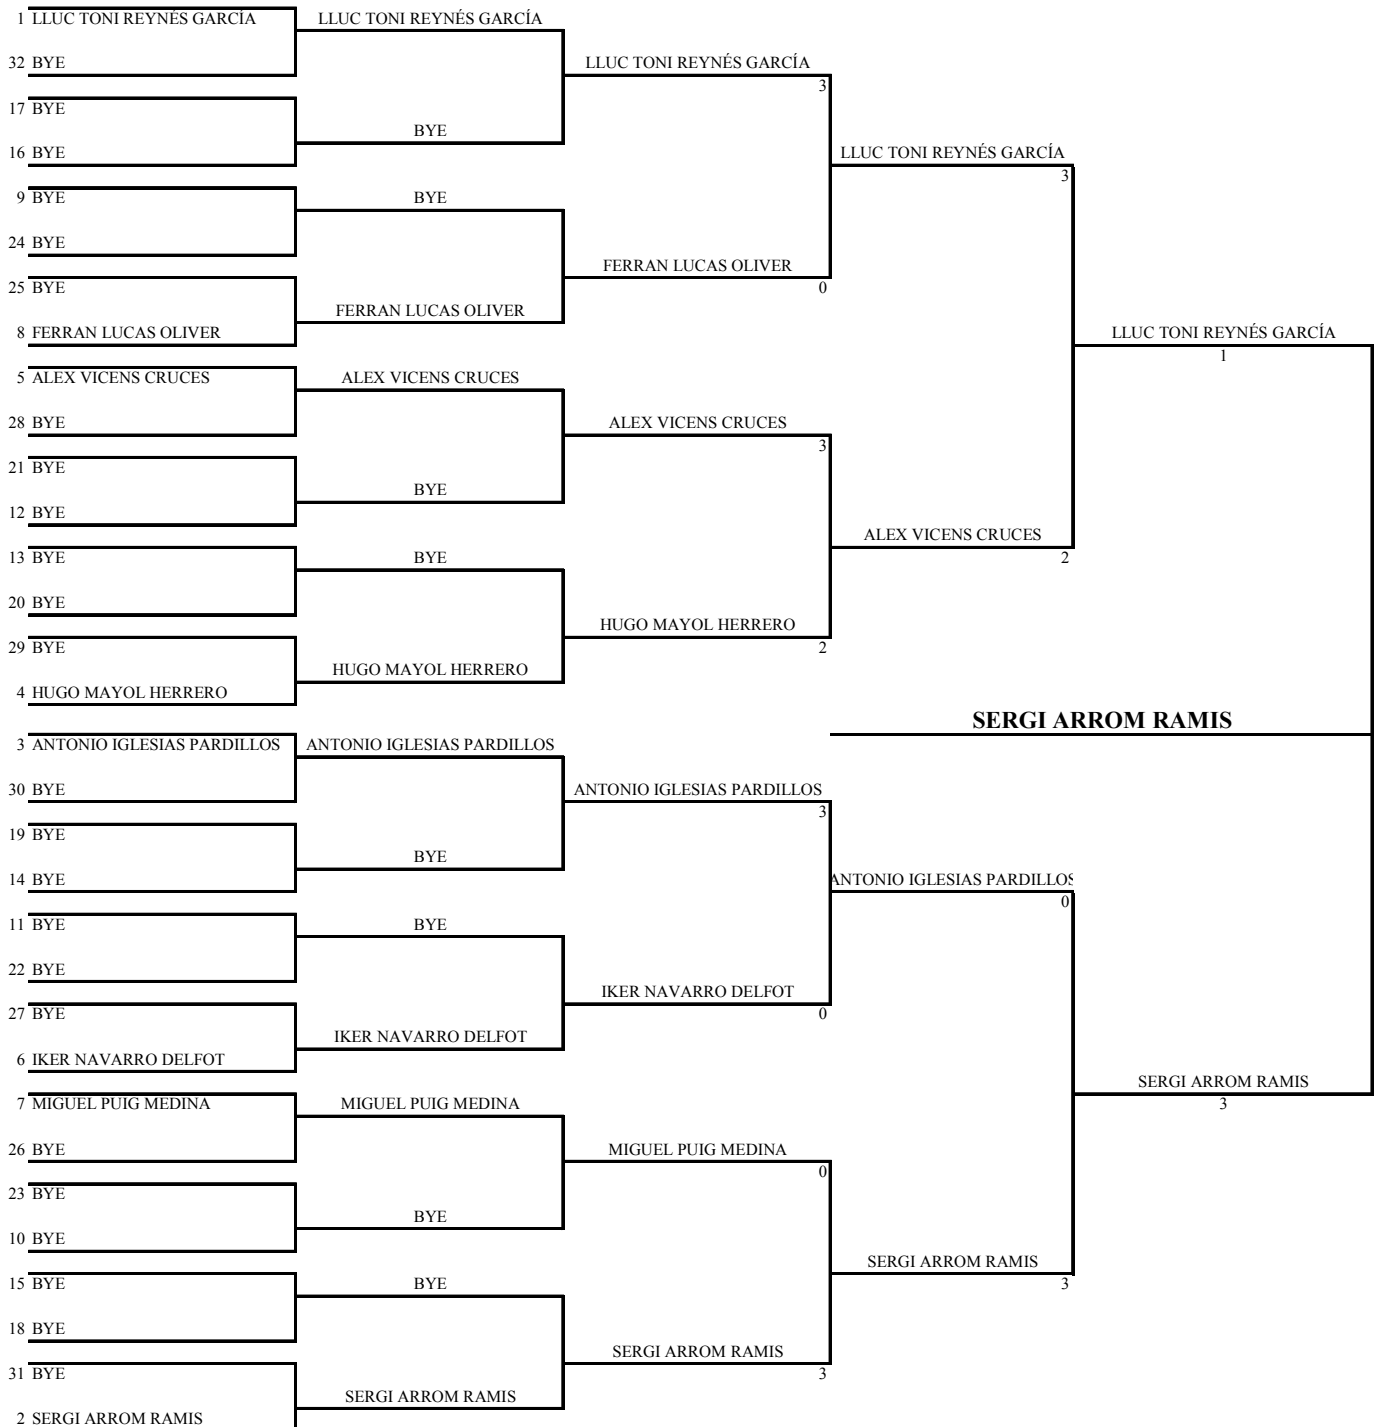 1 LLUC TONI REYNÉS GARCÍA
LLUC TONI REYNÉS GARCÍA
32 BYE
LLUC TONI REYNÉS GARCÍA
3
17 BYE
BYE
16 BYE
LLUC TONI REYNÉS GARCÍA
3
9 BYE
BYE
24 BYE
FERRAN LUCAS OLIVER
0
25 BYE
FERRAN LUCAS OLIVER
8 FERRAN LUCAS OLIVER
LLUC TONI REYNÉS GARCÍA
1
5 ALEX VICENS CRUCES
ALEX VICENS CRUCES
28 BYE
ALEX VICENS CRUCES
3
21 BYE
BYE
12 BYE
ALEX VICENS CRUCES
2
13 BYE
BYE
20 BYE
HUGO MAYOL HERRERO
2
29 BYE
HUGO MAYOL HERRERO
4 HUGO MAYOL HERRERO
SERGI ARROM RAMIS
3 ANTONIO IGLESIAS PARDILLOS
ANTONIO IGLESIAS PARDILLOS
30 BYE
ANTONIO IGLESIAS PARDILLOS
3
19 BYE
BYE
14 BYE
ANTONIO IGLESIAS PARDILLOS
0
11 BYE
BYE
22 BYE
IKER NAVARRO DELFOT
0
27 BYE
IKER NAVARRO DELFOT
6 IKER NAVARRO DELFOT
SERGI ARROM RAMIS
3
7 MIGUEL PUIG MEDINA
MIGUEL PUIG MEDINA
26 BYE
MIGUEL PUIG MEDINA
0
23 BYE
BYE
10 BYE
SERGI ARROM RAMIS
3
15 BYE
BYE
18 BYE
SERGI ARROM RAMIS
3
31 BYE
SERGI ARROM RAMIS
2 SERGI ARROM RAMIS